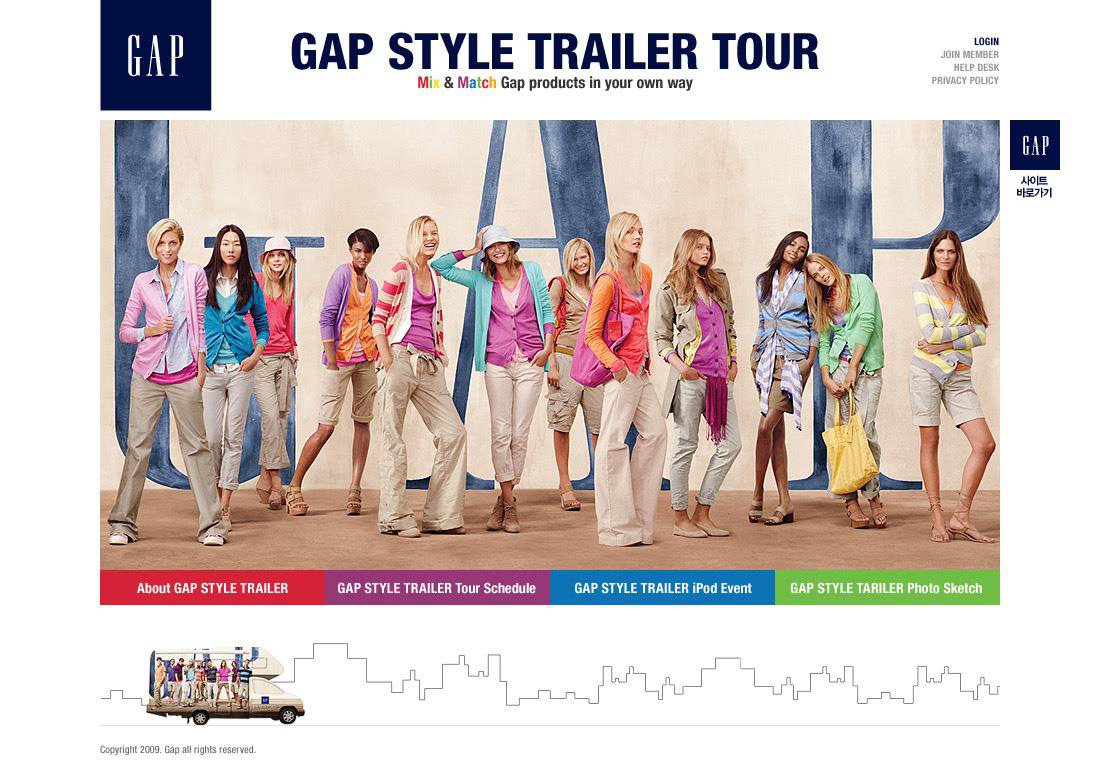 GAP
GAP STYLE TRAILER TOUR
Mix & Match Gap products in your own way
LOGIN
JOIN MEMBER
HELP DESK
PRIVACY POLICY
GAP
GAP
사이트
바로가기
About GAP STYLE TRAILER
GAP STYLE TRAILER Tour Schedule
GAP STYLE TRAILER iPod Event
GAP STYLE TARILER Photo Sketch
Copyright 2009. Gap all rights reserved.